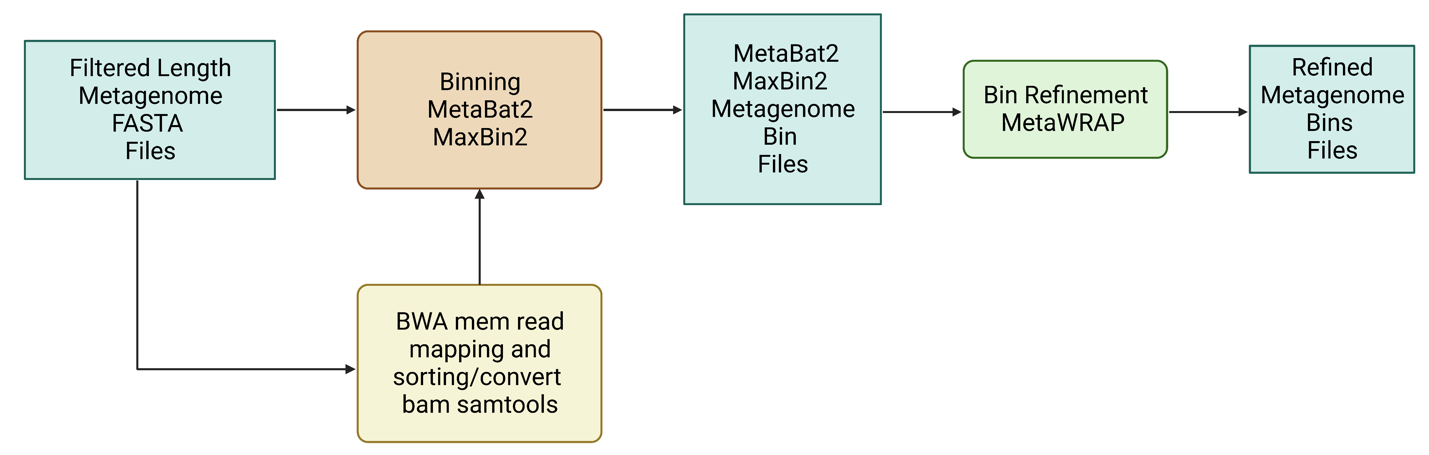 Filtered Length
Metagenome
FASTA
Files
Binning
MetaBat2
MaxBin2
MetaBat2
MaxBin2
Metagenome
Bin
Files
Bin Refinement
MetaWRAP
Refined
Metagenome
Bins
Files
BWA mem read
mapping and
sorting/convert
bam samtools